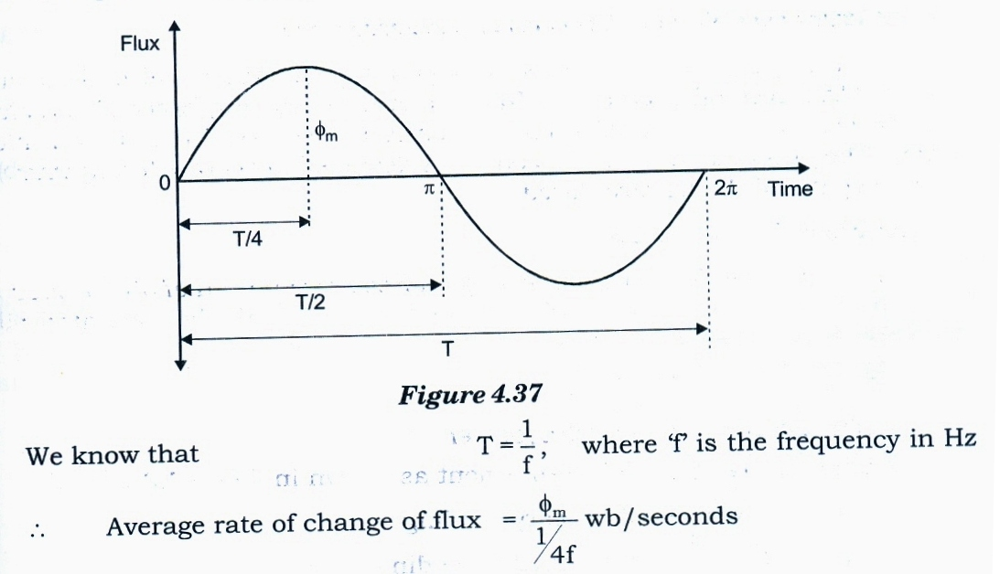 Flux
ϕm
0
π
2π Time
T/4
T/2
T
Figure 4.37
We know that T = 1/f, where 'f' is the frequency in Hz
∴ Average rate of change of flux = ϕm / 1/4f wb/seconds